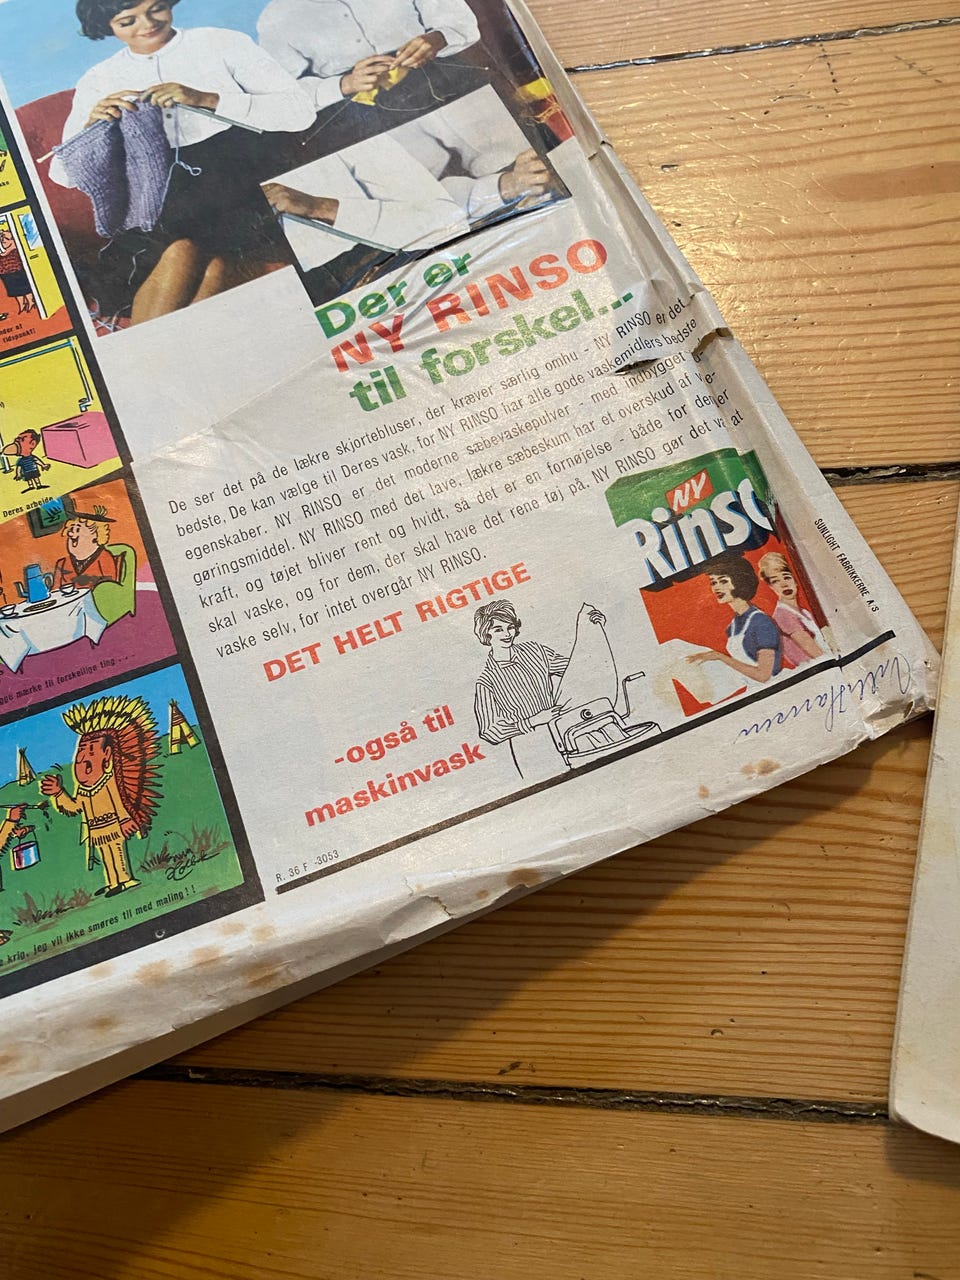 Der er
NY RINSO
til forskel...
De ser det på de lækre skjortebluser, der kræver særlig omhu - NY RINSO er det
bedste, De kan vælge til Deres vask, for NY RINSO har alle gode vaskemidlers bedste
egenskaber. NY RINSO er det moderne sæbevaskepulver - med indbygget
gøringsmiddel. NY RINSO med det lave, lækre sæbeskum har et overskud af
kraft, og tøjet bliver rent og hvidt, så det er en fornøjelse - både for den, er
skal vaske, og for dem, der skal have det rene tøj på. NY RINSO gør det at
vaske selv, for intet overgår NY RINSO.
DET HELT RIGTIGE
-også til
maskinvask
NY
Rinso
SUNLIGHT FABRIKKERNE A/S
Hansen
R. 36 F -3053
tidspunkt!
Deres arbejde
mærke til forskellige ting....
krig, jeg vil ikke smøres til med maling!!